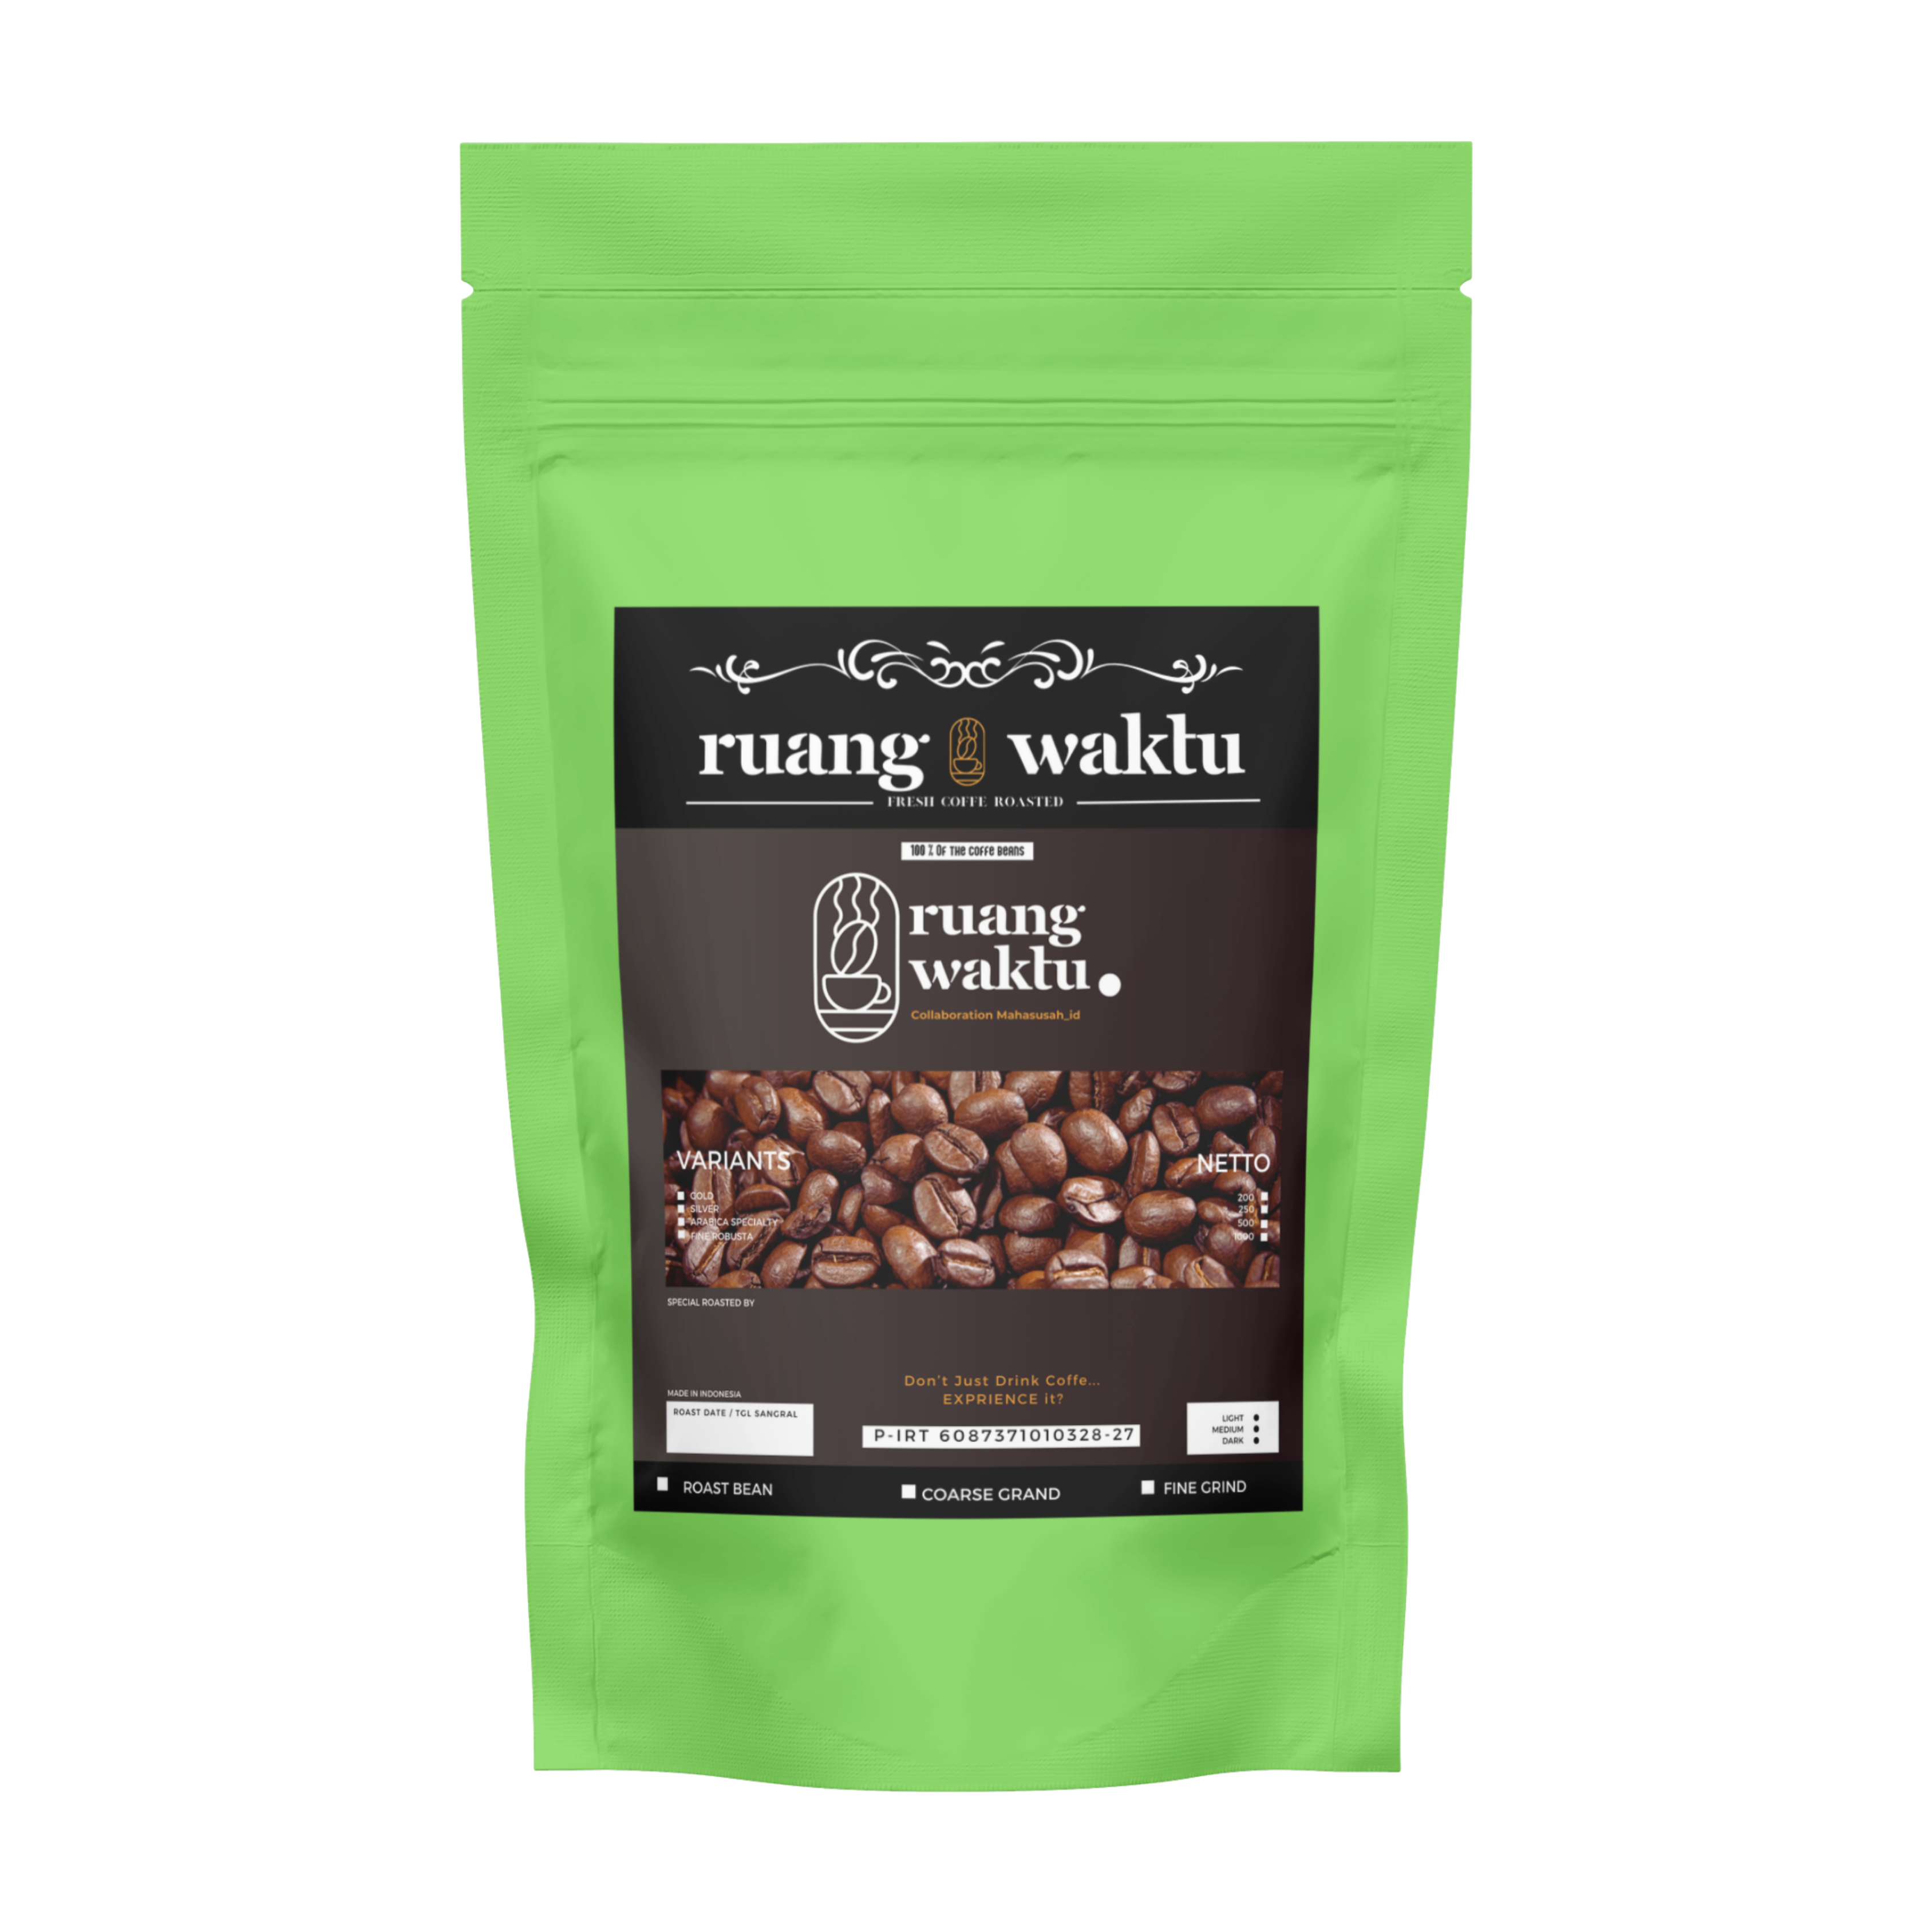 ruang waktu
FRESH COFFE ROASTED
100 % OF THE COFFE BEANS
ruang
waktu.
Collaboration Mahasusah_id
VARIANTS
GOLD
SILVER
ARABICA SPECIALTY
FINE ROBUSTA
NETTO
200
250
500
1000
SPECIAL ROASTED BY
Don't Just Drink Coffe...
EXPRIENCE it?
MADE IN INDONESIA
ROAST DATE / TGL SANGRAL
P-IRT 6087371010328-27
LIGHT
MEDIUM
DARK
ROAST BEAN
COARSE GRAND
FINE GRIND